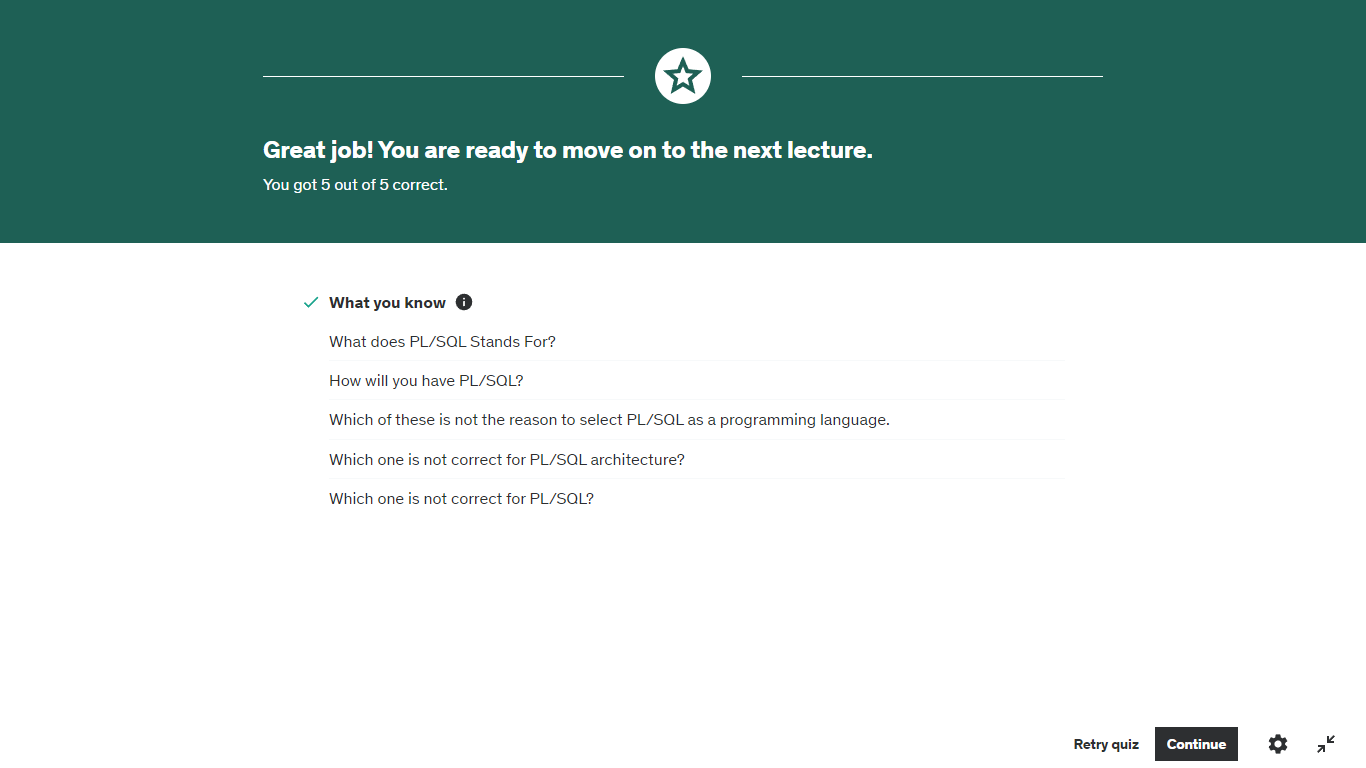 Great job! You are ready to move on to the next lecture.
You got 5 out of 5 correct.
What you know
What does PL/SQL Stands For?
How will you have PL/SQL?
Which of these is not the reason to select PL/SQL as a programming language.
Which one is not correct for PL/SQL architecture?
Which one is not correct for PL/SQL?
Retry quiz
Continue